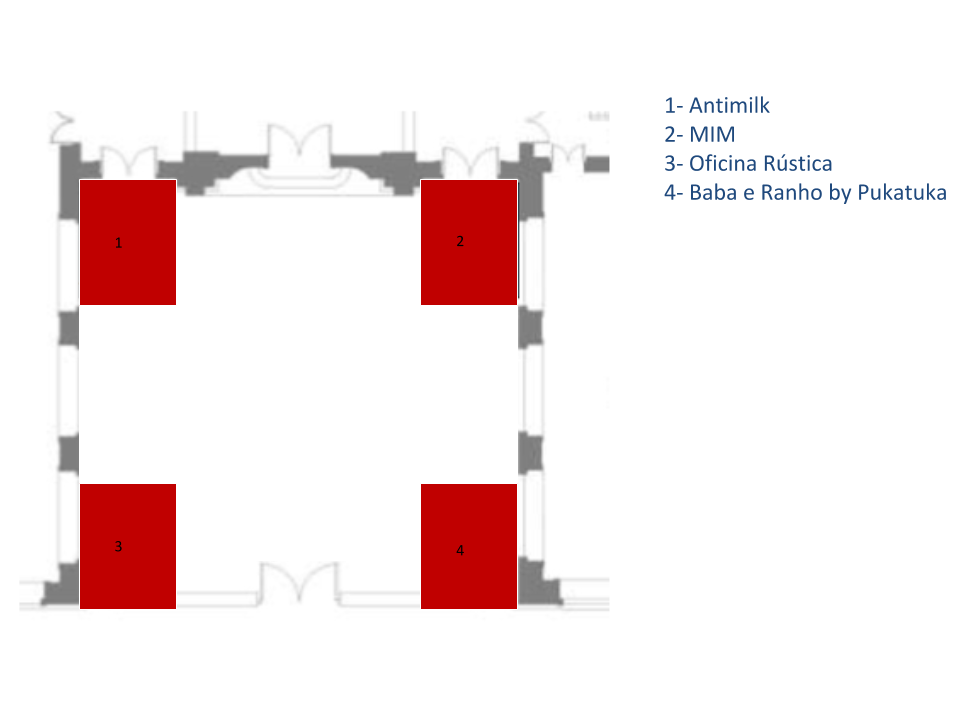 1- Antimilk
2- MIM
3- Oficina Rústica
4- Baba e Ranho by Pukatuka
1
2
3
4